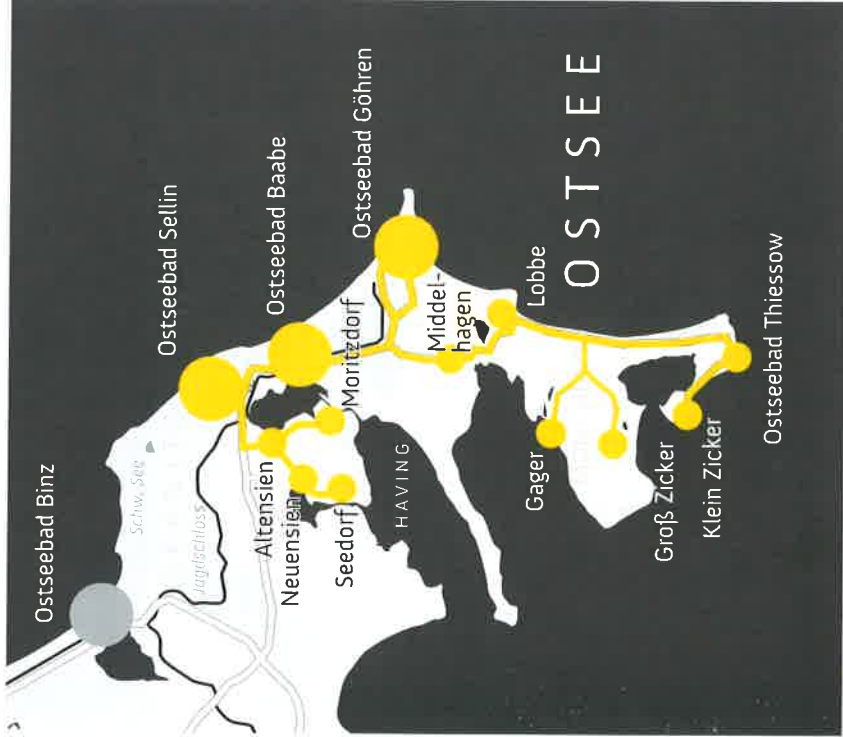 Ostseebad Binz
Schw. See
Jagdschloss
Ostseebad Sellin
Ostseebad Baabe
Ostseebad Göhren
Altensien
Neuensien
Seedorf
Moritzdorf
HAVING
Middel-
hagen
Lobbe
OSTSEE
Gager
Groß Zicker
Klein Zicker
Ostseebad Thiessow